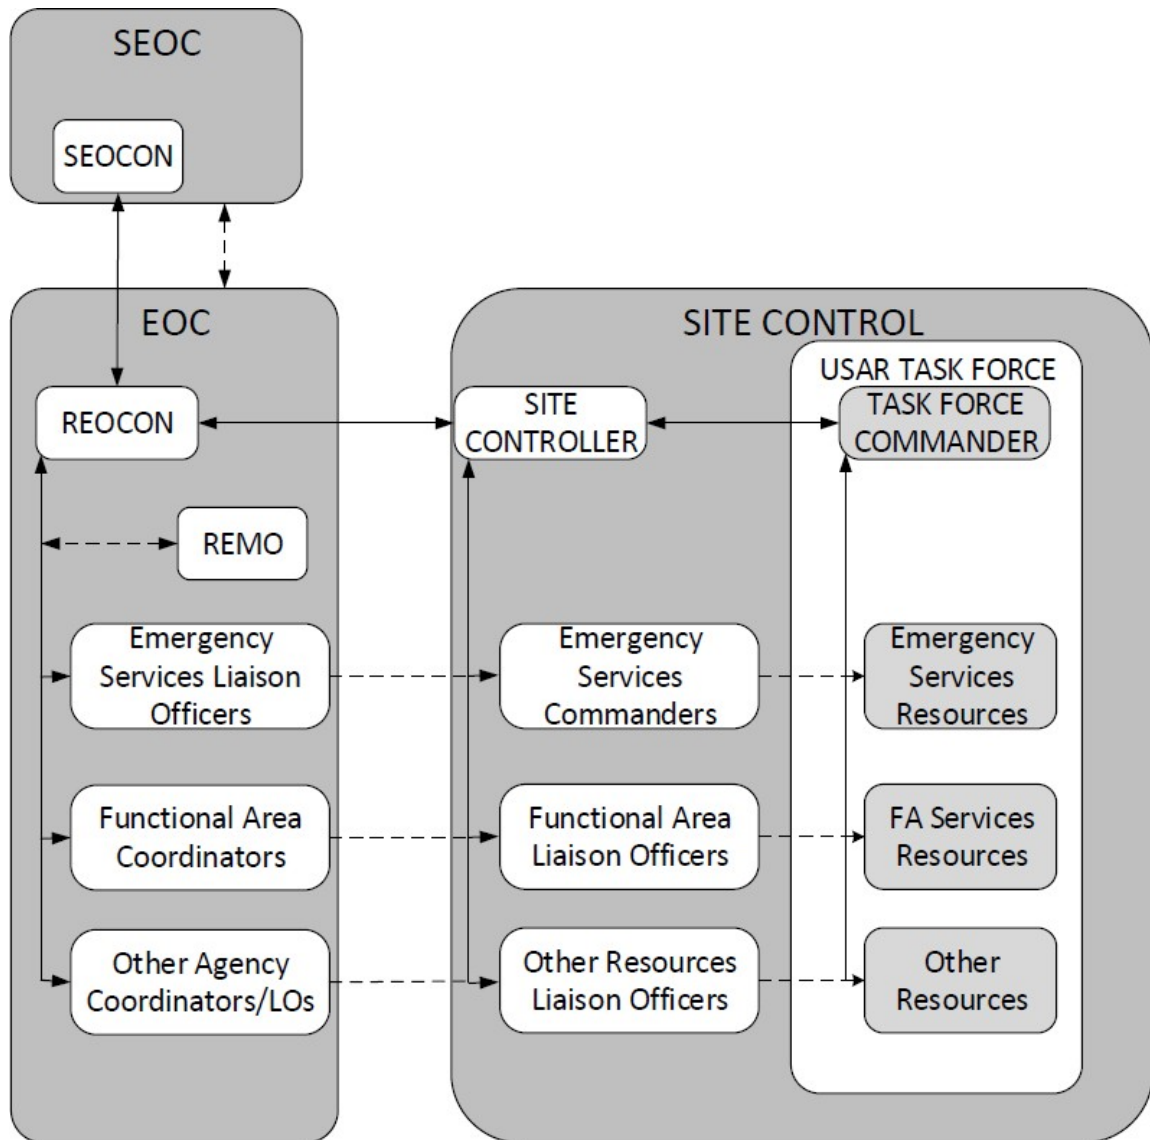 SEOC
SEOCON
EOC
REOCON
REMO
Emergency
Services Liaison
Officers
Functional Area
Coordinators
Other Agency
Coordinators/LOs
SITE CONTROL
SITE
CONTROLLER
Emergency
Services
Commanders
Functional Area
Liaison Officers
Other Resources
Liaison Officers
USAR TASK FORCE
TASK FORCE
COMMANDER
Emergency
Services
Resources
FA Services
Resources
Other
Resources